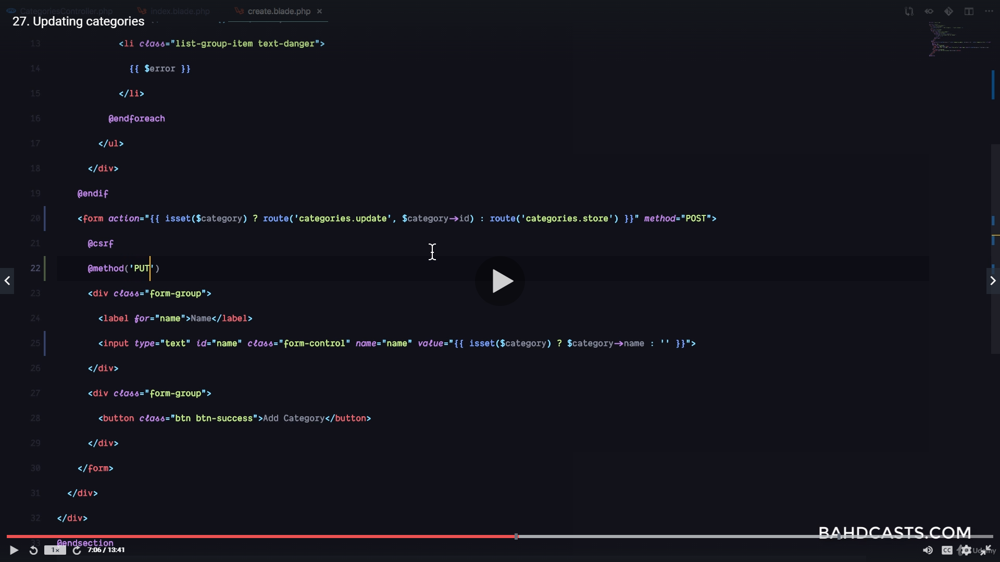 CategoriesController.php index.blade.php create.blade.php
27. Updating categories
13 <li class="list-group-item text-danger">
14 {{ $error }}
15 </li>
16 @endforeach
17 </ul>
18 </div>
19 @endif
20 <form action="{{ isset($category) ? route('categories.update', $category->id) : route('categories.store') }}" method="POST">
21 @csrf
22 @method('PUT')
23 <div class="form-group">
24 <label for="name">Name</label>
25 <input type="text" id="name" class="form-control" name="name" value="{{ isset($category) ? $category->name : '' }}">
26 </div>
27 <div class="form-group">
28 <button class="btn btn-success">Add Category</button>
29 </div>
30 </form>
31 </div>
32 </div>
BAHDCASTS.COM
33 @endsection
1x 7:06 / 13:41 CC Udemy